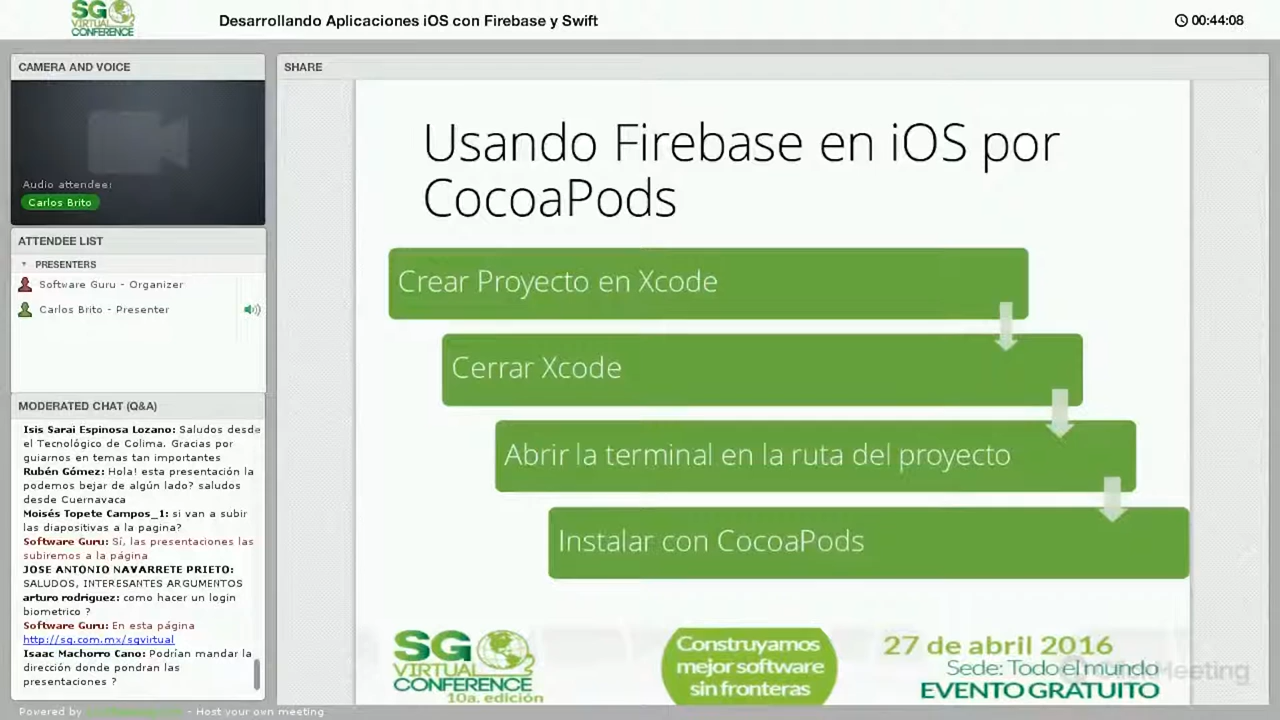 SG
VIRTUAL
CONFERENCE
Desarrollando Aplicaciones iOS con Firebase y Swift
00:44:08
CAMERA AND VOICE
Audio attendee:
Carlos Brito
ATTENDEE LIST
PRESENTERS
Software Guru - Organizer
Carlos Brito - Presenter
MODERATED CHAT (Q&A)
Isis Sarai Espinosa Lozano: Saludos desde
el Tecnológico de Colima. Gracias por
guiarnos en temas tan importantes
Rubén Gómez: Hola! esta presentación la
podemos bejar de algún lado? saludos
desde Cuernavaca
Moisés Topete Campos_1: si van a subir
las diapositivas a la pagina?
Software Guru: Sí, las presentaciones las
subiremos a la página
JOSE ANTONIO NAVARRETE PRIETO:
SALUDOS, INTERESANTES ARGUMENTOS
arturo rodriguez: como hacer un login
biometrico ?
Software Guru: En esta página
http://sg.com.mx/sgvirtual
Isaac Machorro Cano: Podrían mandar la
dirección donde pondran las
presentaciones ?
SHARE
Usando Firebase en iOS por
CocoaPods
Crear Proyecto en Xcode
Cerrar Xcode
Abrir la terminal en la ruta del proyecto
Instalar con CocoaPods
SG
VIRTUAL
CONFERENCE
10a. edición
Construyamos
mejor software
sin fronteras
27 de abril 2016
Sede: Todo el mundo
EVENTO GRATUITO
Powered by - Host your own meeting